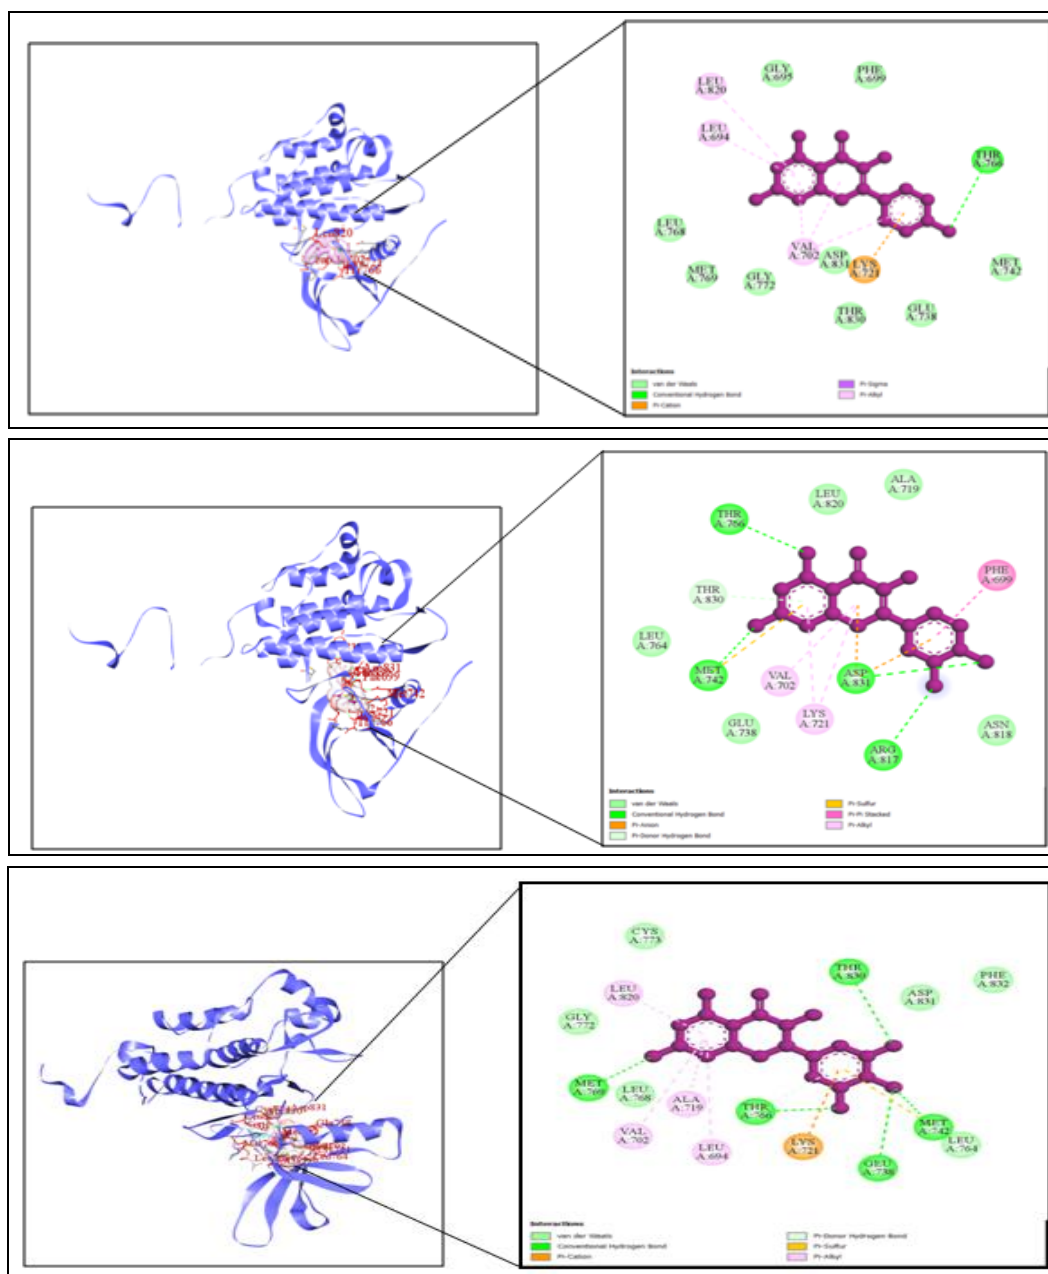 GLY
A:695
PHE
A:699
LEU
A:820
LEU
A:694
THR
A:766
LEU
A:768
VAL
A:702
ASP
A:831
LYS
A:721
MET
A:742
MET
A:769
GLY
A:772
THR
A:830
GLU
A:738
Interactions
van der Waals
Conventional Hydrogen Bond
Pi-Cation
Pi-Sigma
Pi-Alkyl
ALA
A:719
LEU
A:820
THR
A:766
PHE
A:699
THR
A:830
LEU
A:764
MET
A:742
VAL
A:702
ASP
A:831
LYS
A:721
GLU
A:738
ASN
A:818
ARG
A:817
Interactions
van der Waals
Conventional Hydrogen Bond
Pi-Anion
Pi-Donor Hydrogen Bond
Pi-Sulfur
Pi-Pi Stacked
Pi-Alkyl
CYS
A:773
THR
A:830
PHE
A:832
LEU
A:820
ASP
A:831
GLY
A:772
MET
A:769
LEU
A:768
ALA
A:719
THR
A:766
MET
A:742
VAL
A:702
LEU
A:694
LYS
A:721
LEU
A:764
GLU
A:738
Interactions
van der Waals
Conventional Hydrogen Bond
Pi-Cation
Pi-Donor Hydrogen Bond
Pi-Sulfur
Pi-Alkyl